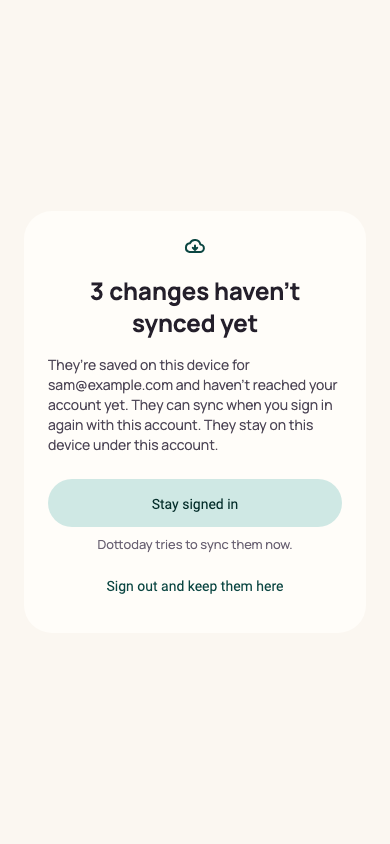 3 changes haven’t
synced yet
They’re saved on this device for
sam@example.com and haven’t reached your
account yet. They can sync when you sign in
again with this account. They stay on this
device under this account.
Stay signed in
Dottoday tries to sync them now.
Sign out and keep them here